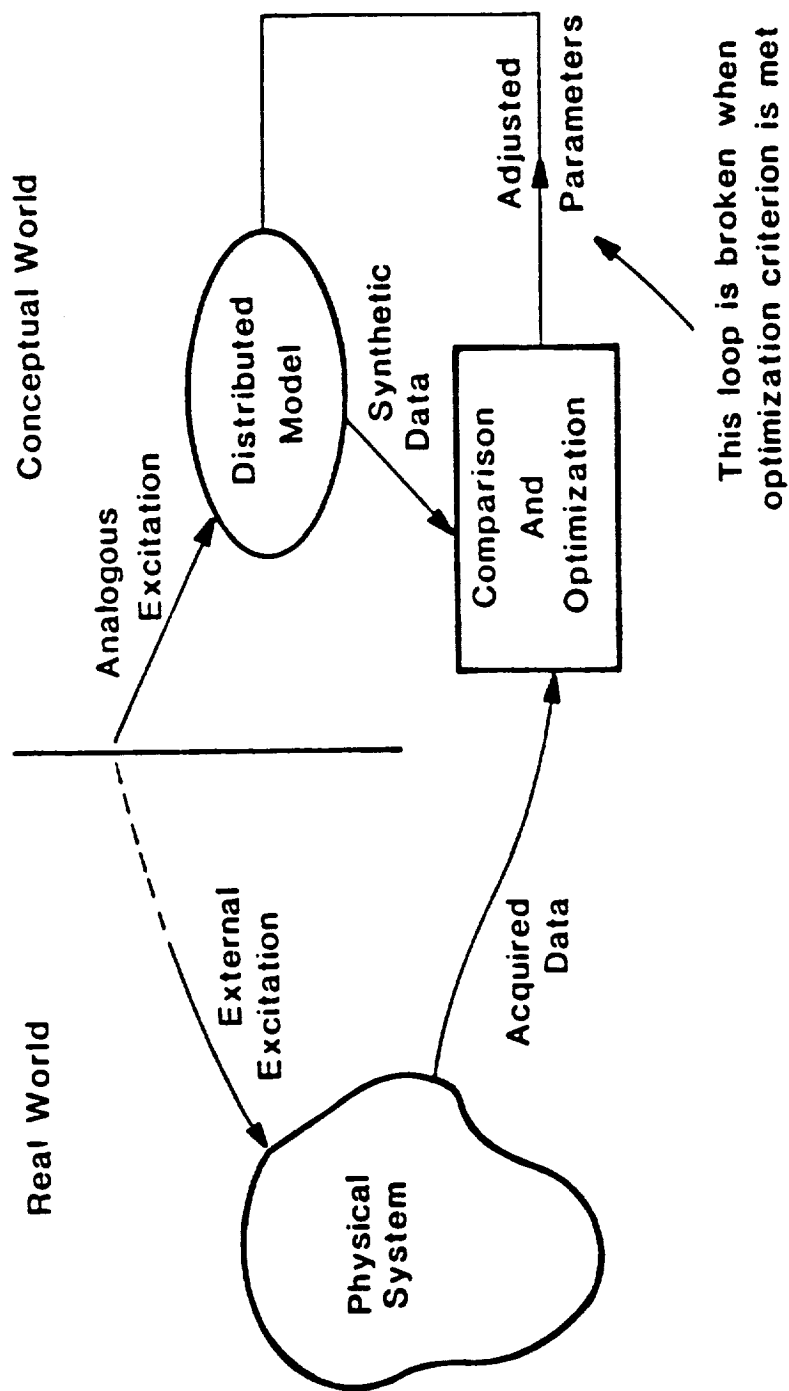 Real World
Conceptual World
External
Excitation
Analogous
Excitation
Physical
System
Distributed
Model
Acquired
Data
Synthetic
Data
Comparison
And
Optimization
Adjusted
Parameters
This loop is broken when
optimization criterion is met